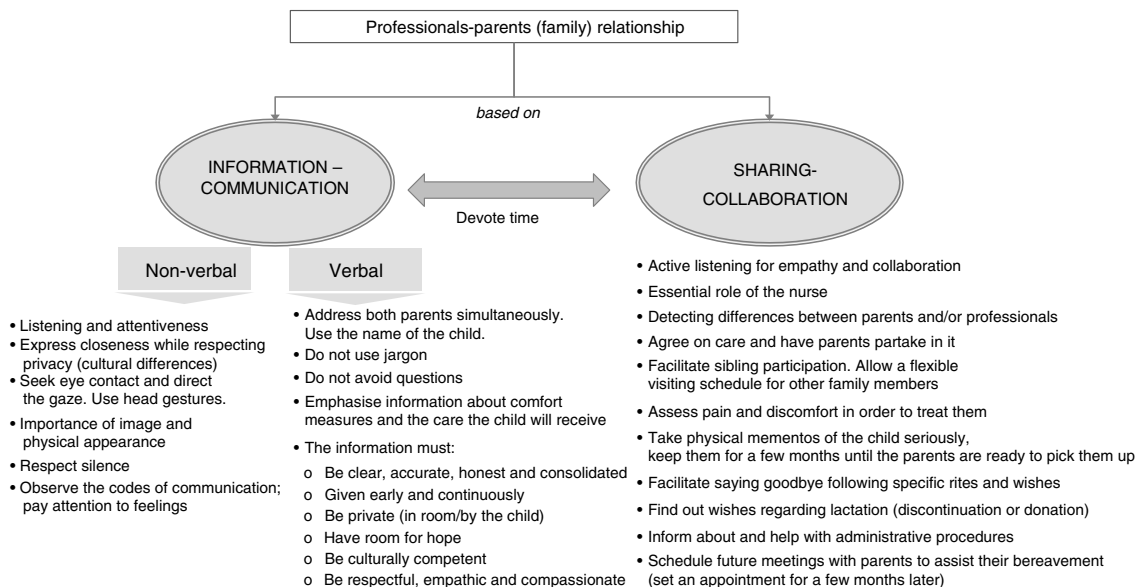 Professionals-parents (family) relationship
based on
INFORMATION –
COMMUNICATION
Devote time
SHARING-
COLLABORATION
Non-verbal
• Listening and attentiveness
• Express closeness while respecting
privacy (cultural differences)
• Seek eye contact and direct
the gaze. Use head gestures.
• Importance of image and
physical appearance
• Respect silence
• Observe the codes of communication;
pay attention to feelings
Verbal
• Address both parents simultaneously.
Use the name of the child.
• Do not use jargon
• Do not avoid questions
• Emphasise information about comfort
measures and the care the child will receive
• The information must:
o Be clear, accurate, honest and consolidated
o Given early and continuously
o Be private (in room/by the child)
o Have room for hope
o Be culturally competent
o Be respectful, empathic and compassionate
• Active listening for empathy and collaboration
• Essential role of the nurse
• Detecting differences between parents and/or professionals
• Agree on care and have parents partake in it
• Facilitate sibling participation. Allow a flexible
visiting schedule for other family members
• Assess pain and discomfort in order to treat them
• Take physical mementos of the child seriously,
keep them for a few months until the parents are ready to pick them up
• Facilitate saying goodbye following specific rites and wishes
• Find out wishes regarding lactation (discontinuation or donation)
• Inform about and help with administrative procedures
• Schedule future meetings with parents to assist their bereavement
(set an appointment for a few months later)